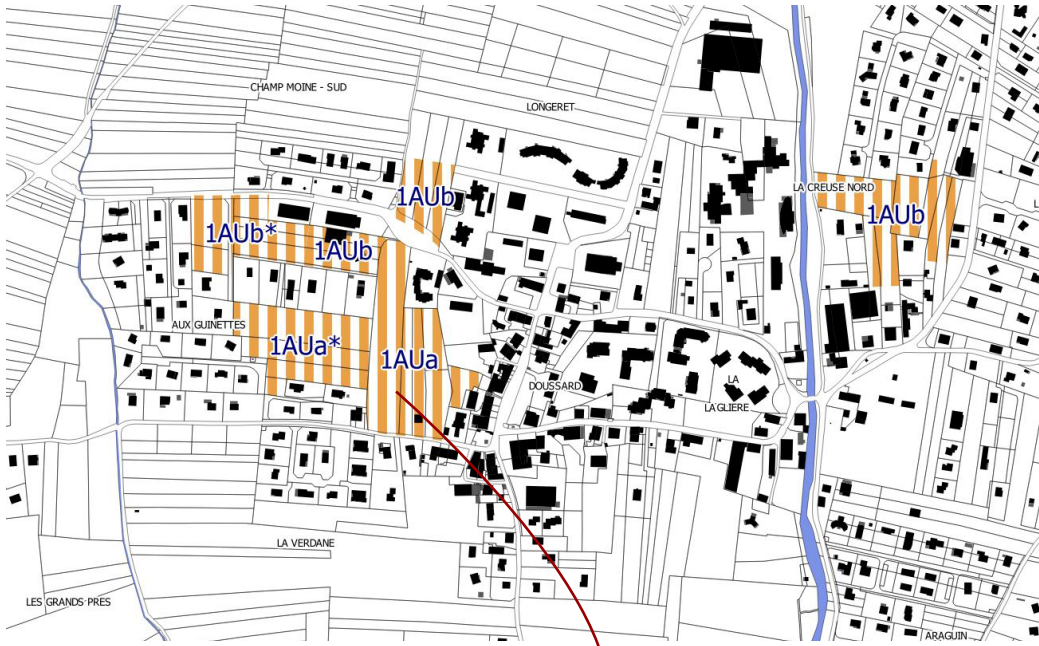 CHAMP MOINE - SUD
LONGERET
LA CREUSE NORD
1AUb
1AUb
1AUb*
1AUb
AUX GUINETTES
1AUa*
1AUa
DOUSSARD
LA
LA GLIERE
LA VERDANE
LES GRANDS PRES
ARAGUIN